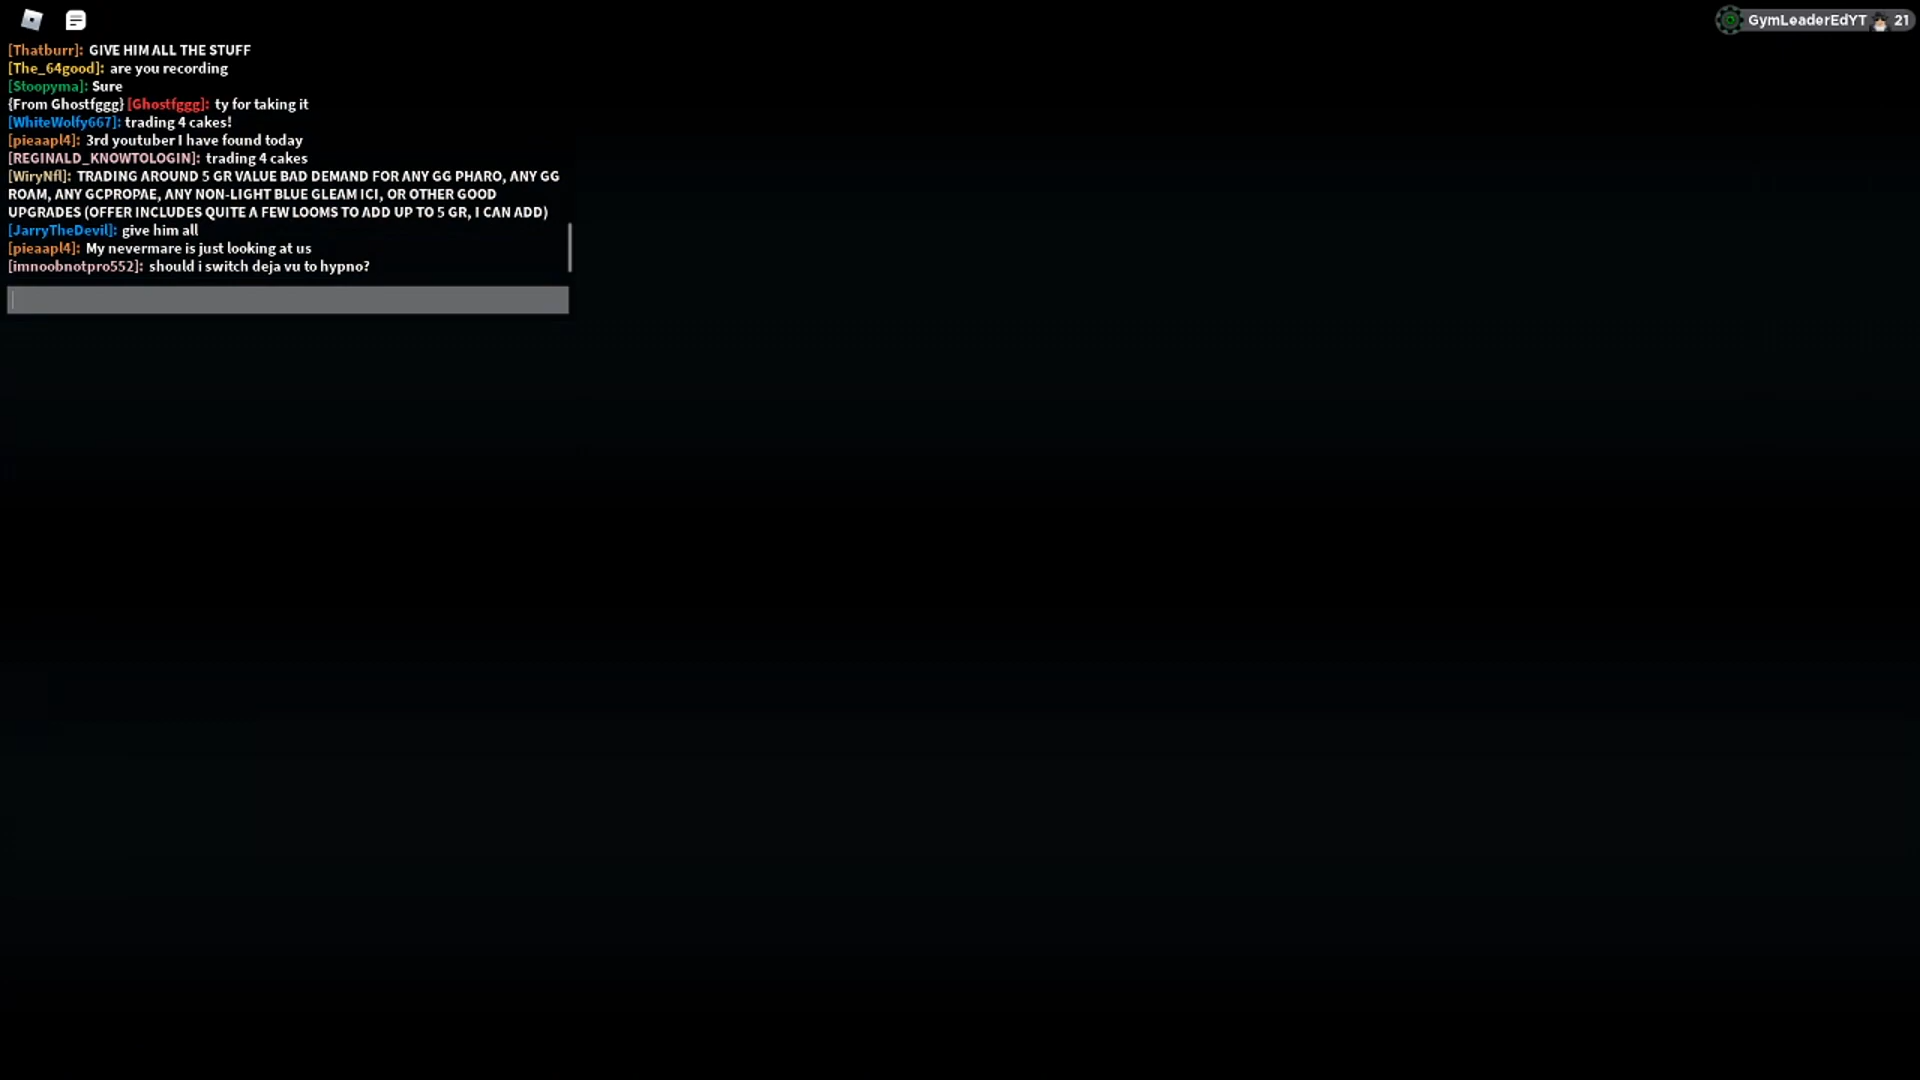 GymLeaderEdYT 21
[Thatburr]: GIVE HIM ALL THE STUFF
[The_64good]: are you recording
[Stoopyma]: Sure
{From Ghostfggg} [Ghostfggg]: ty for taking it
[WhiteWolfy667]: trading 4 cakes!
[pieaapl4]: 3rd youtuber I have found today
[REGINALD_KNOWTOLOGIN]: trading 4 cakes
[WiryNfl]: TRADING AROUND 5 GR VALUE BAD DEMAND FOR ANY GG PHARO, ANY GG
ROAM, ANY GCPROPAE, ANY NON-LIGHT BLUE GLEAM ICI, OR OTHER GOOD
UPGRADES (OFFER INCLUDES QUITE A FEW LOOMS TO ADD UP TO 5 GR, I CAN ADD)
[JarryTheDevil]: give him all
[pieaapl4]: My nevermare is just looking at us
[imnoobnotpro552]: should i switch deja vu to hypno?